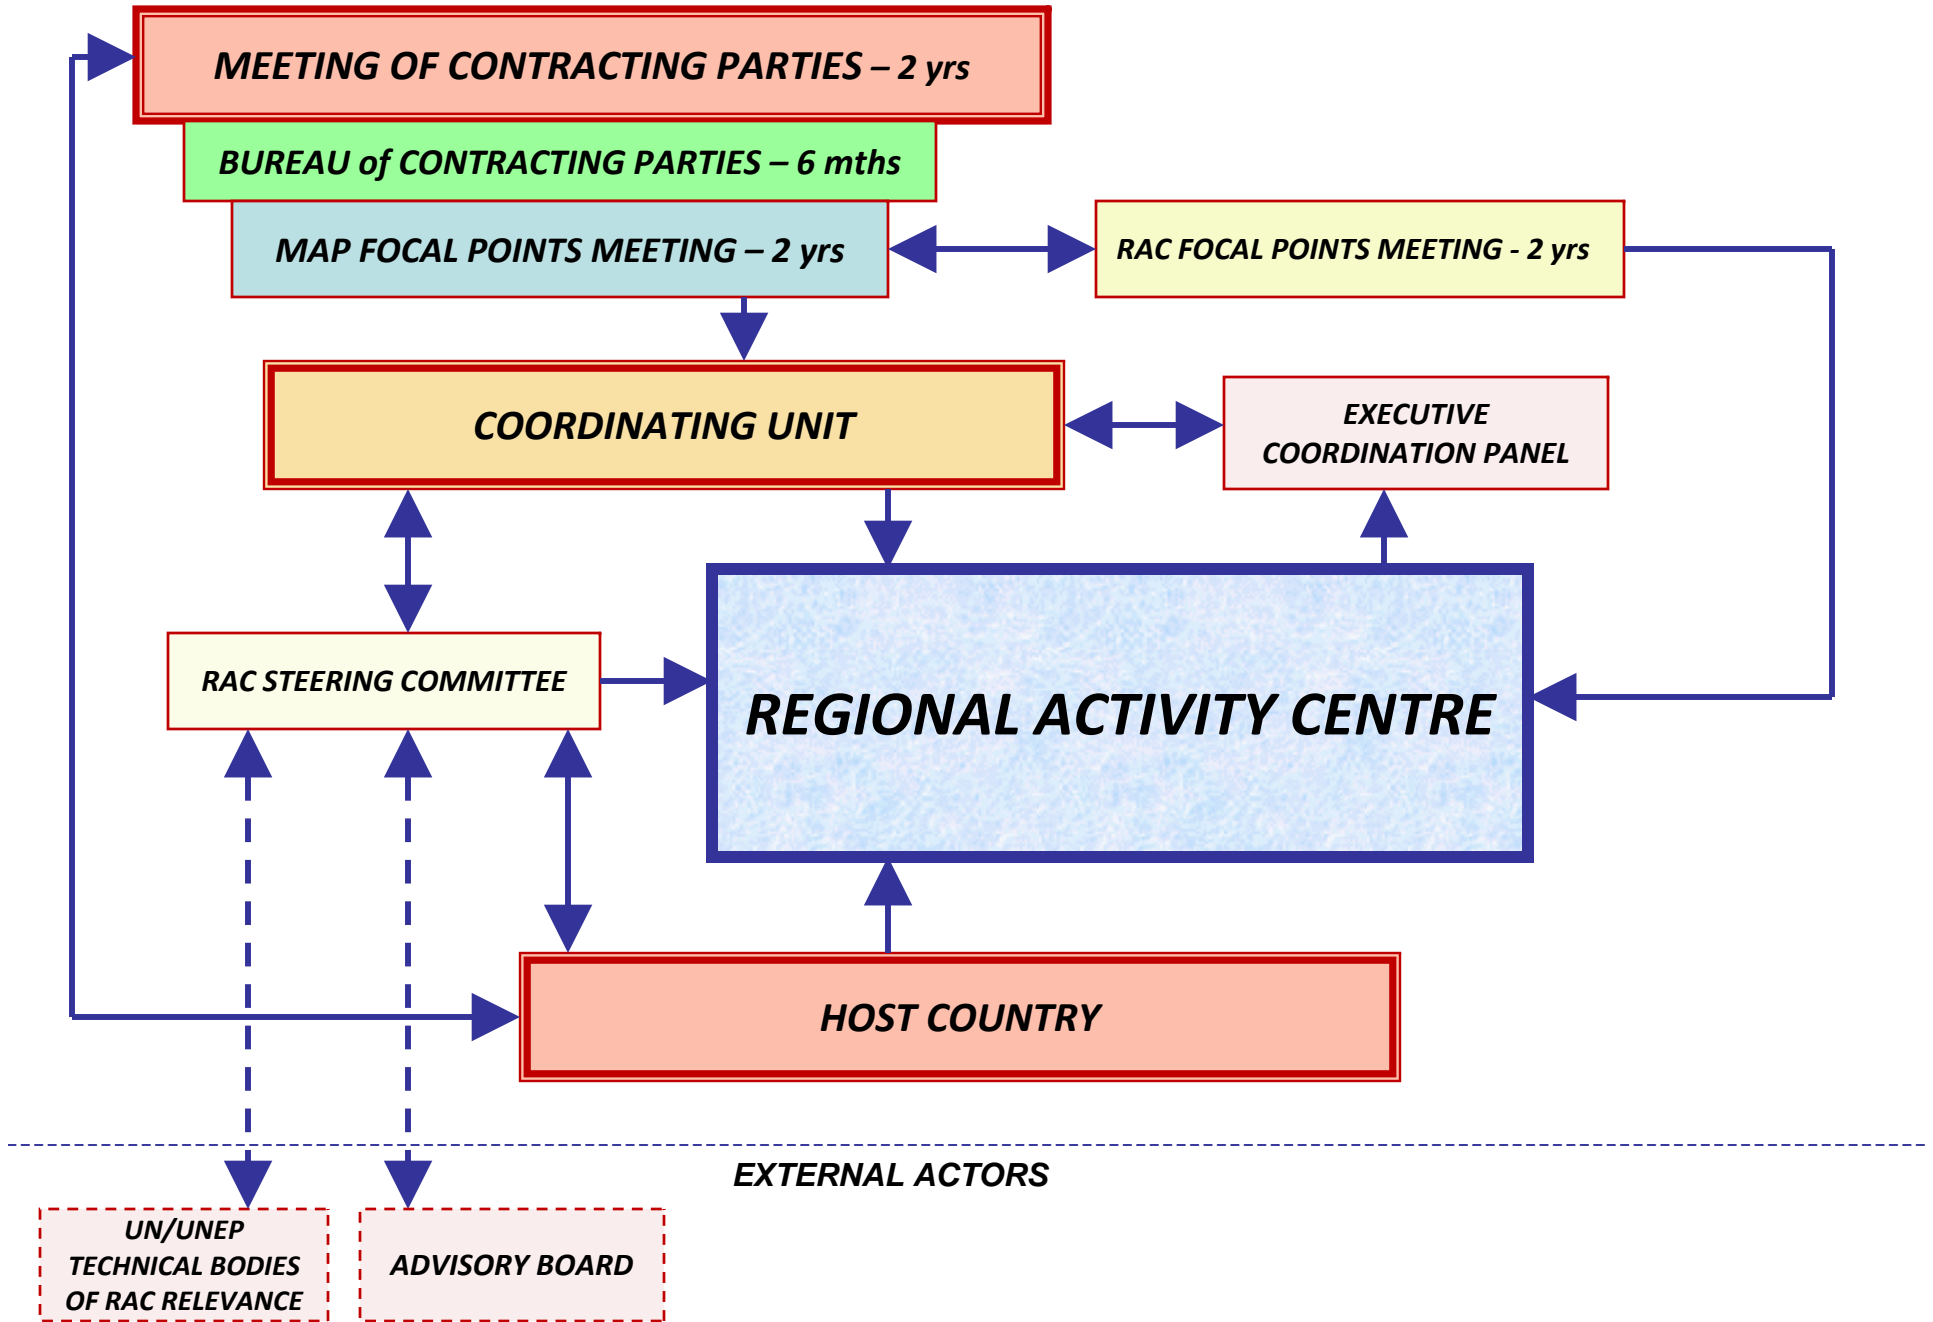 MEETING OF CONTRACTING PARTIES – 2 yrs
BUREAU of CONTRACTING PARTIES – 6 mths
MAP FOCAL POINTS MEETING – 2 yrs
RAC FOCAL POINTS MEETING - 2 yrs
COORDINATING UNIT
EXECUTIVE
COORDINATION PANEL
RAC STEERING COMMITTEE
REGIONAL ACTIVITY CENTRE
HOST COUNTRY
EXTERNAL ACTORS
UN/UNEP
TECHNICAL BODIES
OF RAC RELEVANCE
ADVISORY BOARD